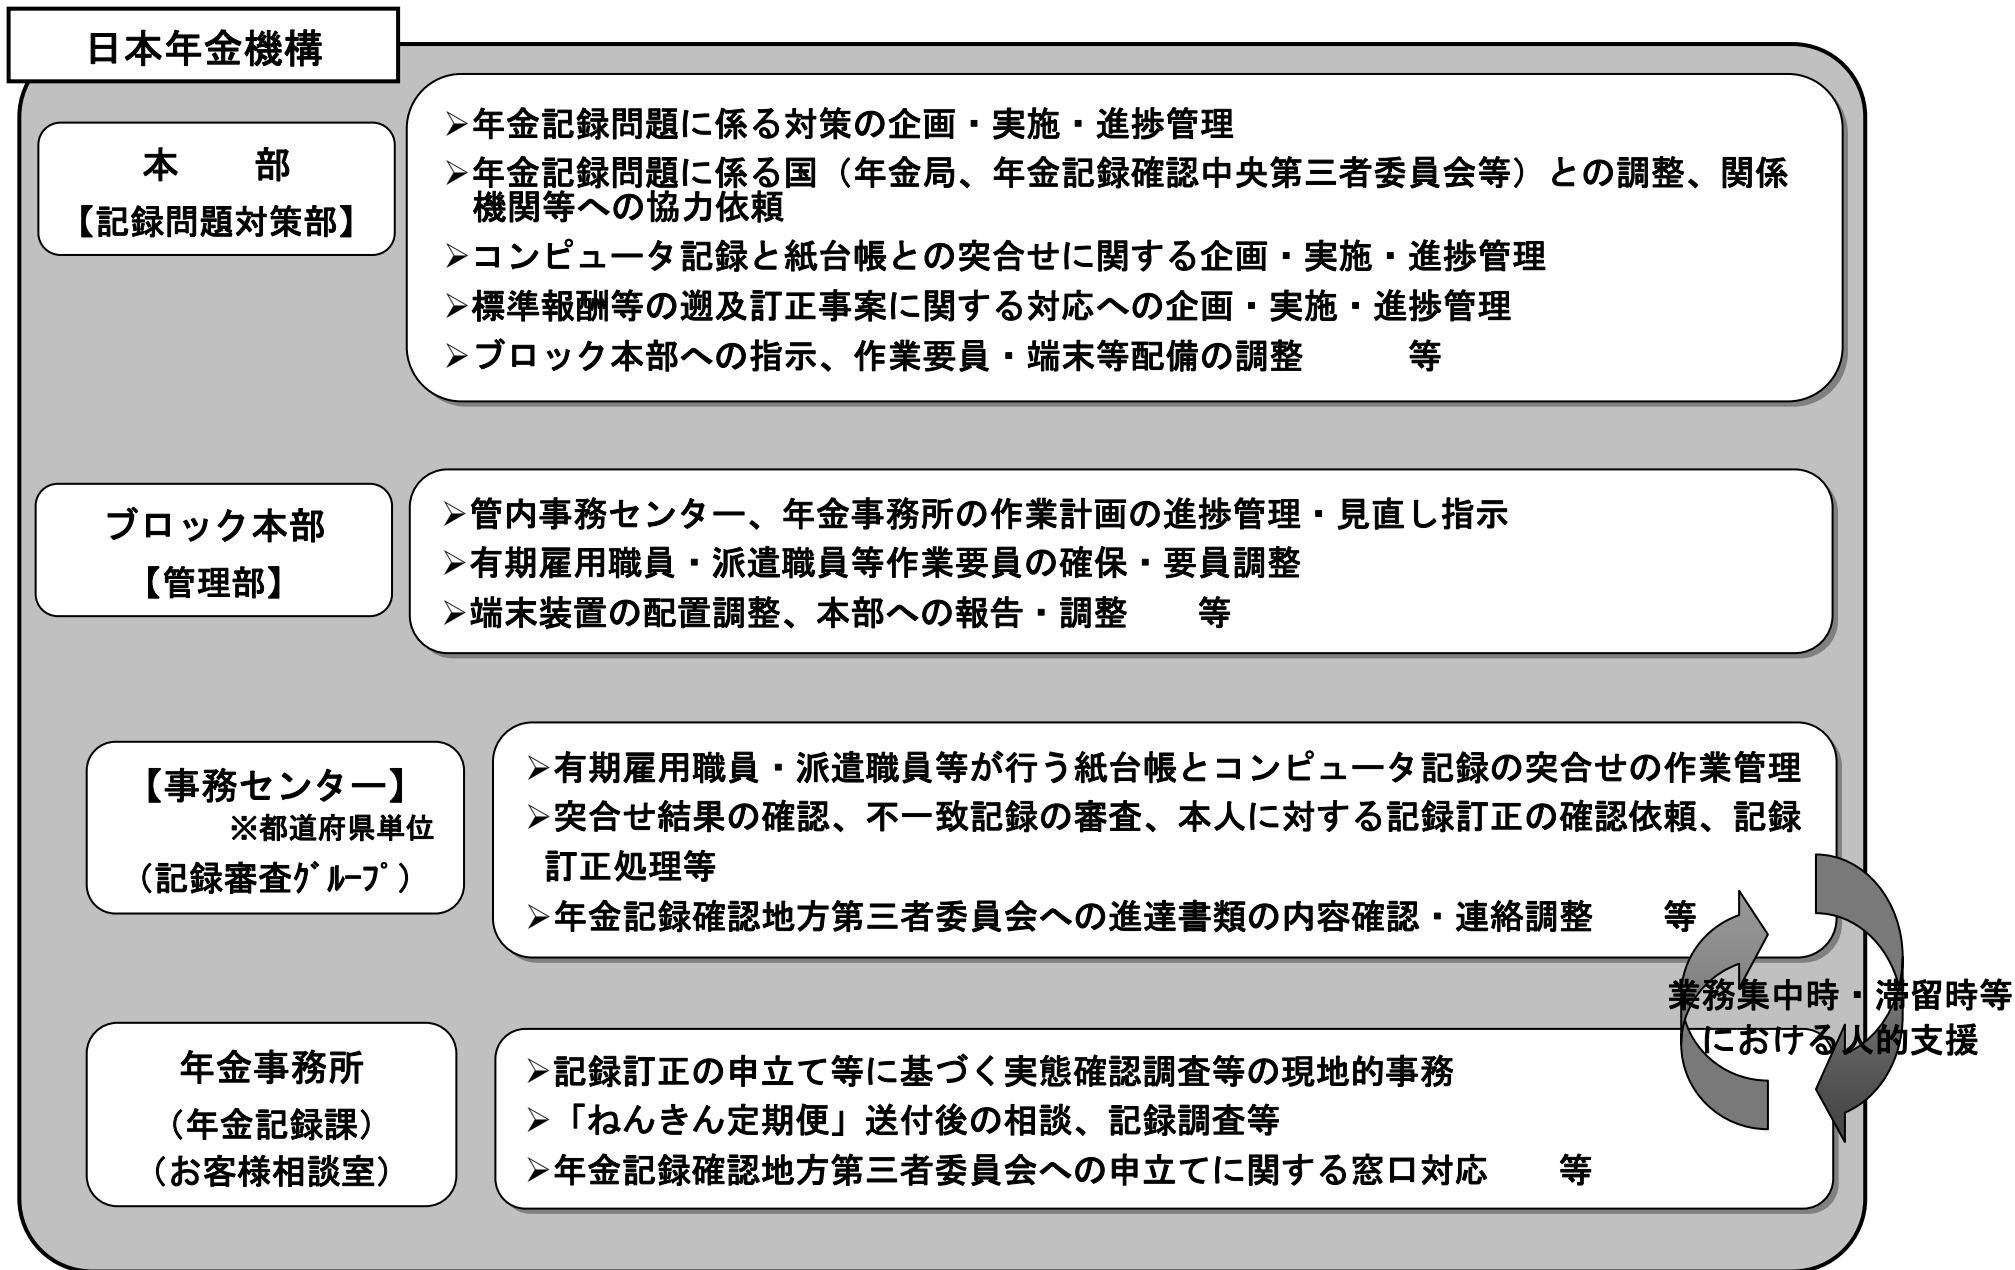 日本年金機構
本　　部
【記録問題対策部】
➢年金記録問題に係る対策の企画・実施・進捗管理
➢年金記録問題に係る国（年金局、年金記録確認中央第三者委員会等）との調整、関係
機関等への協力依頼
➢コンピュータ記録と紙台帳との突合せに関する企画・実施・進捗管理
➢標準報酬等の遡及訂正事案に関する対応への企画・実施・進捗管理
➢ブロック本部への指示、作業要員・端末等配備の調整　　　等
ブロック本部
【管理部】
➢管内事務センター、年金事務所の作業計画の進捗管理・見直し指示
➢有期雇用職員・派遣職員等作業要員の確保・要員調整
➢端末装置の配置調整、本部への報告・調整　　等
【事務センター】
※都道府県単位
（記録審査ｸﾞﾙｰﾌﾟ）
➢有期雇用職員・派遣職員等が行う紙台帳とコンピュータ記録の突合せの作業管理
➢突合せ結果の確認、不一致記録の審査、本人に対する記録訂正の確認依頼、記録
訂正処理等
➢年金記録確認地方第三者委員会への進達書類の内容確認・連絡調整　　等
業務集中時・滞留時等
における人的支援
年金事務所
（年金記録課）
（お客様相談室）
➢記録訂正の申立て等に基づく実態確認調査等の現地的事務
➢「ねんきん定期便」送付後の相談、記録調査等
➢年金記録確認地方第三者委員会への申立てに関する窓口対応　　等